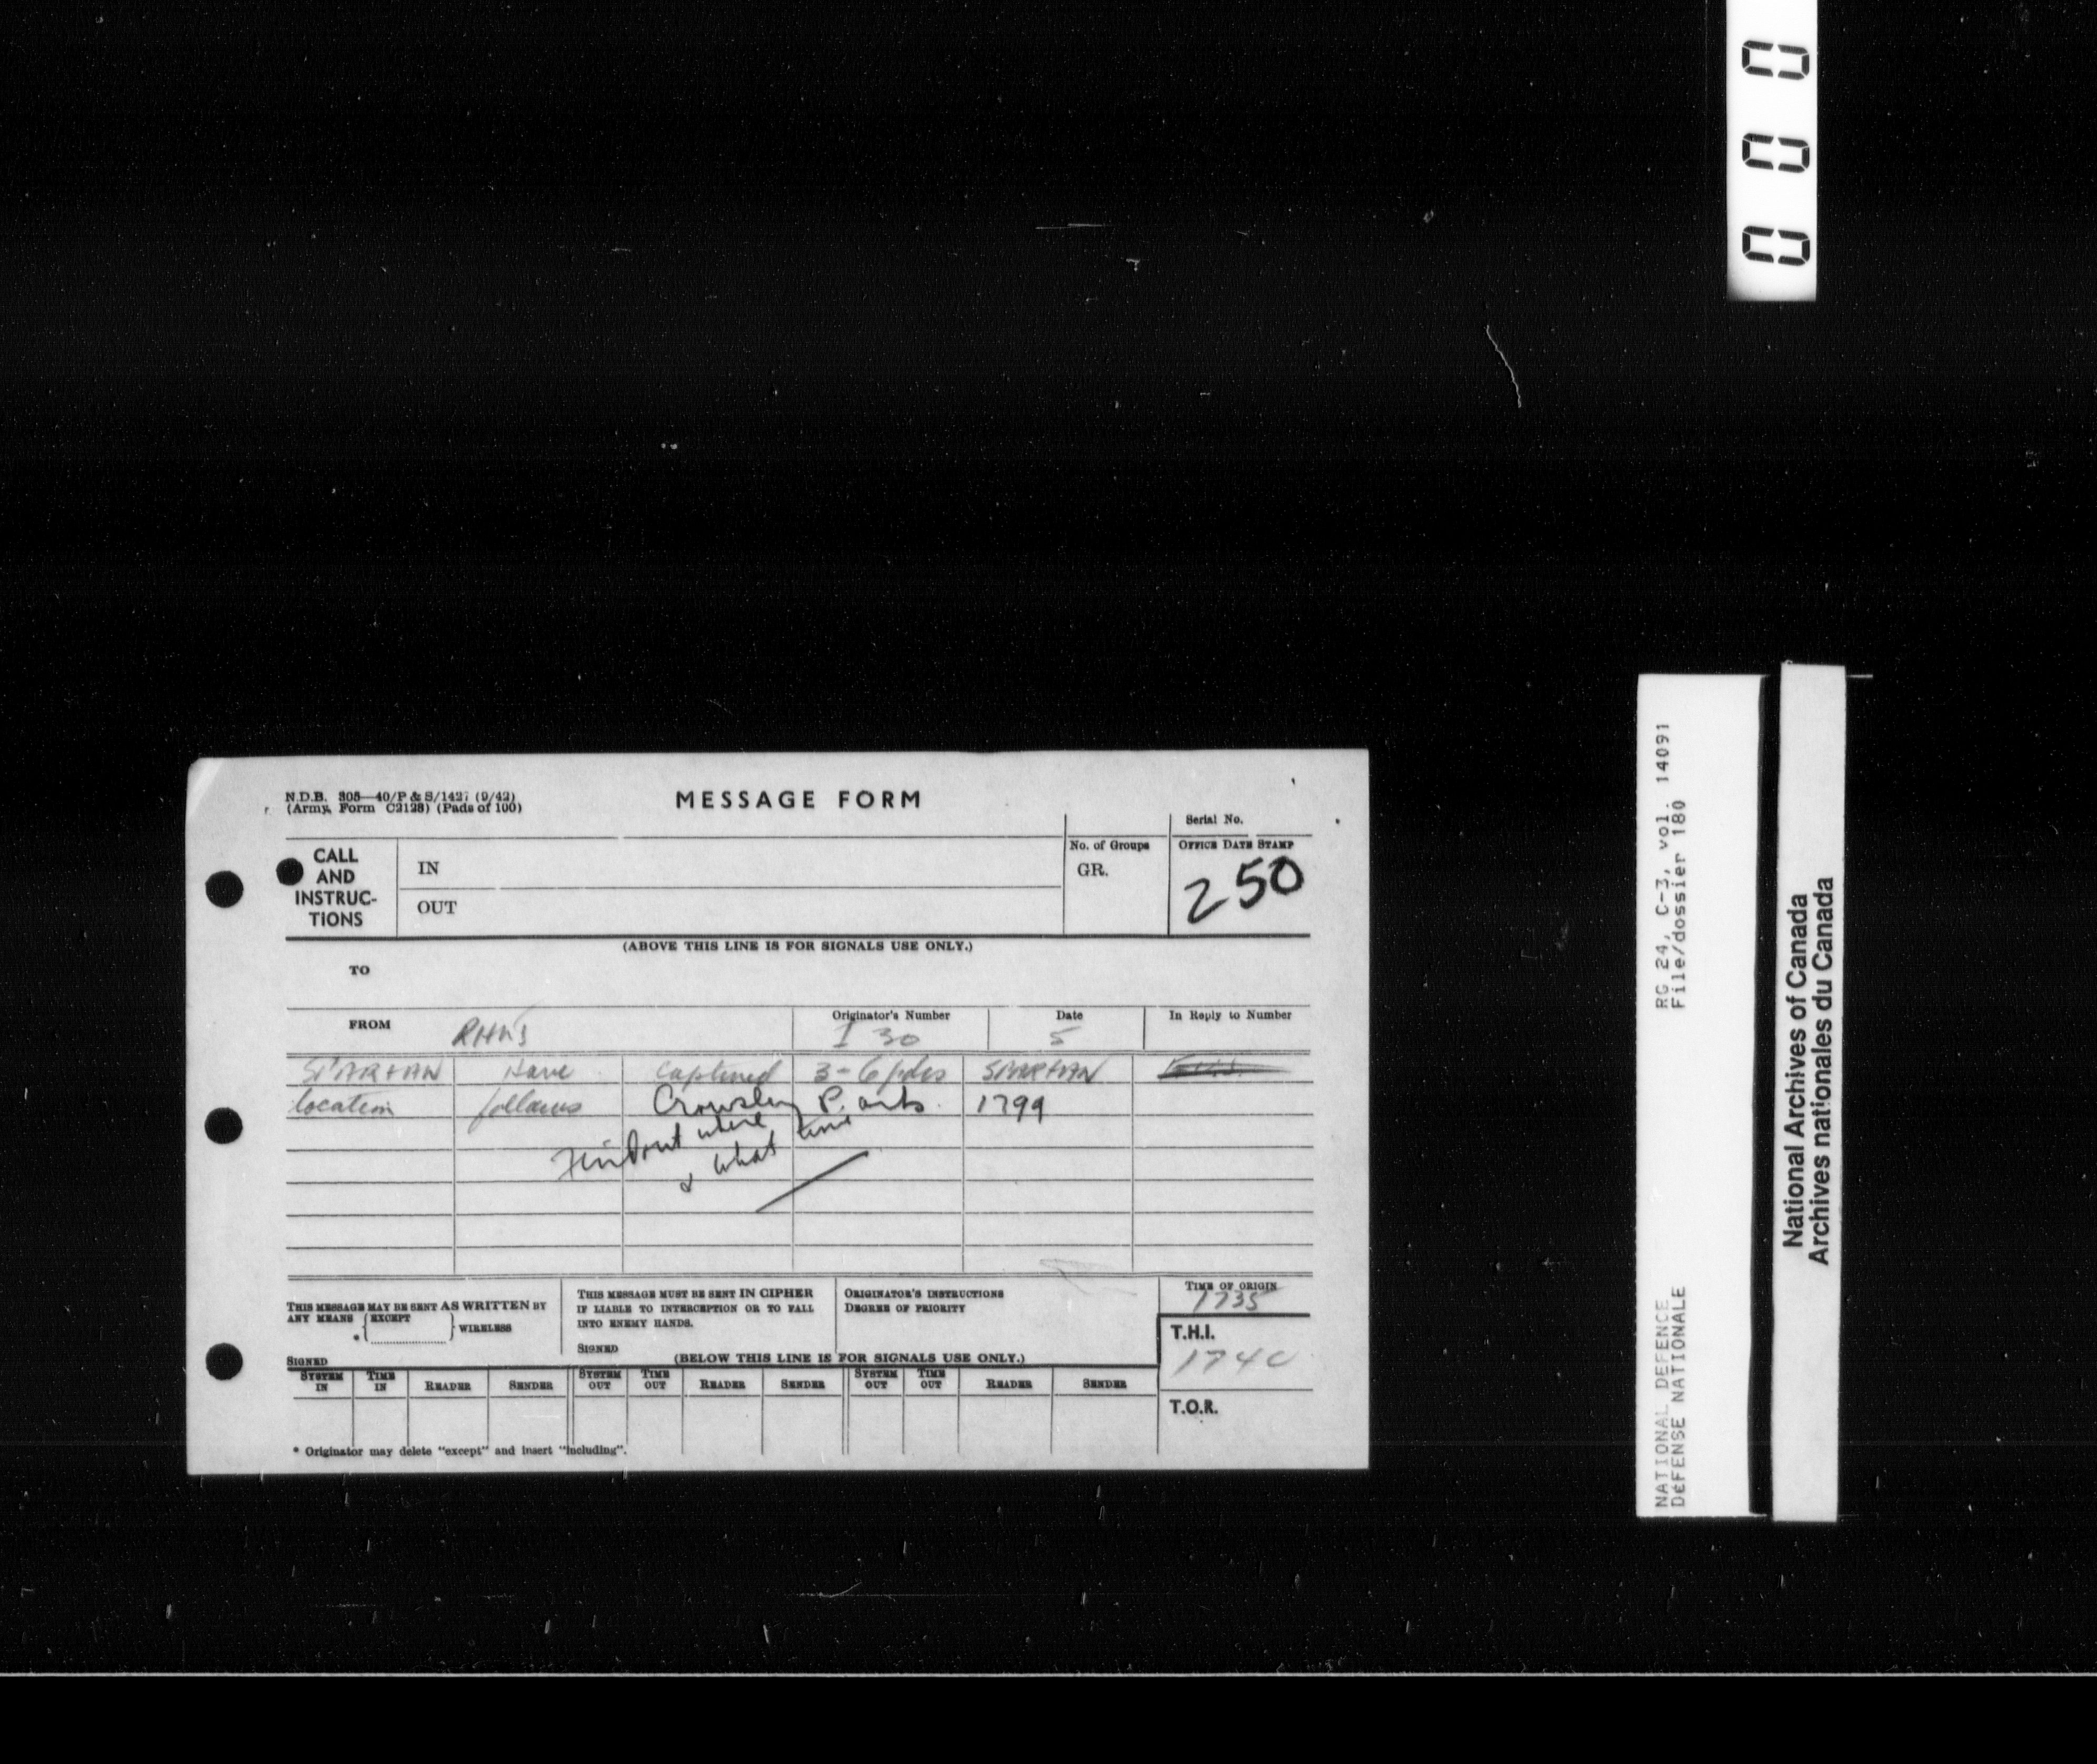 000
N.D.B. 305—40/P & S/1427 (9/42)
(Army Form C2128) (Pads of 100)
MESSAGE FORM
Serial No.
CALL
AND
INSTRUC-
TIONS
IN
OUT
No. of Groups
GR.
OFFICE DATE STAMP
250
(ABOVE THIS LINE IS FOR SIGNALS USE ONLY.)
TO
FROM
Originator's Number
I 30
Date
5
In Reply to Number
SPARTAN Have captured 3 - 6 pdrs SPARTAN
location follows Crowsley P. 1799
Find out where
& what time
THIS MESSAGE MAY BE SENT AS WRITTEN BY
ANY MEANS
EXCEPT
* WIRELESS
SIGNED
THIS MESSAGE MUST BE SENT IN CIPHER
IF LIABLE TO INTERCEPTION OR TO FALL
INTO ENEMY HANDS.
SIGNED
ORIGINATOR'S INSTRUCTIONS
DEGREE OF PRIORITY
TIME OF ORIGIN
1735
T.H.I.
1740
T.O.R.
(BELOW THIS LINE IS FOR SIGNALS USE ONLY.)
SYSTEM IN TIME IN READER SENDER SYSTEM OUT TIME OUT READER SENDER SYSTEM OUT TIME OUT READER SENDER
* Originator may delete "except" and insert "including".
RG 24, C-3, vol. 14091
File/dossier 180
NATIONAL DEFENCE
DÉFENSE NATIONALE
National Archives of Canada
Archives nationales du Canada